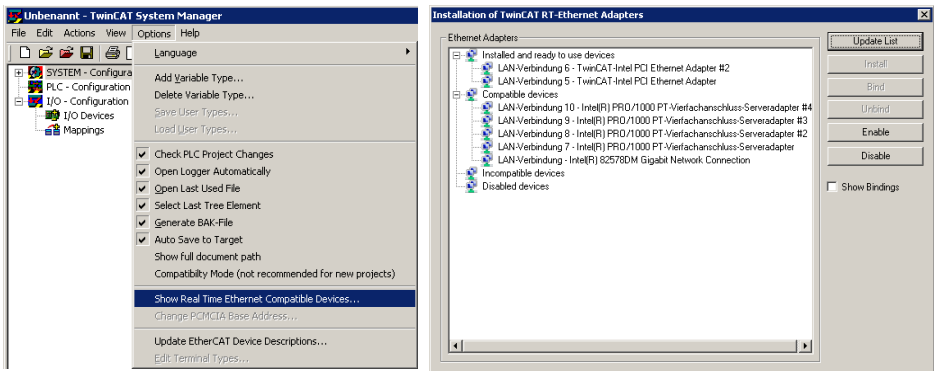 Unbenannt - TwinCAT System Manager
File Edit Actions View Options Help
SYSTEM - Configura
PLC - Configuration
I/O - Configuration
I/O Devices
Mappings
Language
Add Variable Type...
Delete Variable Type...
Save User Types...
Load User Types...
Check PLC Project Changes
Open Logger Automatically
Open Last Used File
Select Last Tree Element
Generate BAK-File
Auto Save to Target
Show full document path
Compatibilty Mode (not recommended for new projects)
Show Real Time Ethernet Compatible Devices...
Change PCMCIA Base Address...
Update EtherCAT Device Descriptions...
Edit Terminal Types...
Installation of TwinCAT RT-Ethernet Adapters
Ethernet Adapters
Installed and ready to use devices
LAN-Verbindung 6 - TwinCAT-Intel PCI Ethernet Adapter #2
LAN-Verbindung 5 - TwinCAT-Intel PCI Ethernet Adapter
Compatible devices
LAN-Verbindung 10 - Intel(R) PRO/1000 PT-Vierfachanschluss-Serveradapter #4
LAN-Verbindung 9 - Intel(R) PRO/1000 PT-Vierfachanschluss-Serveradapter #3
LAN-Verbindung 8 - Intel(R) PRO/1000 PT-Vierfachanschluss-Serveradapter #2
LAN-Verbindung 7 - Intel(R) PRO/1000 PT-Vierfachanschluss-Serveradapter
LAN-Verbindung - Intel(R) 82578DM Gigabit Network Connection
Incompatible devices
Disabled devices
Update List
Install
Bind
Unbind
Enable
Disable
Show Bindings